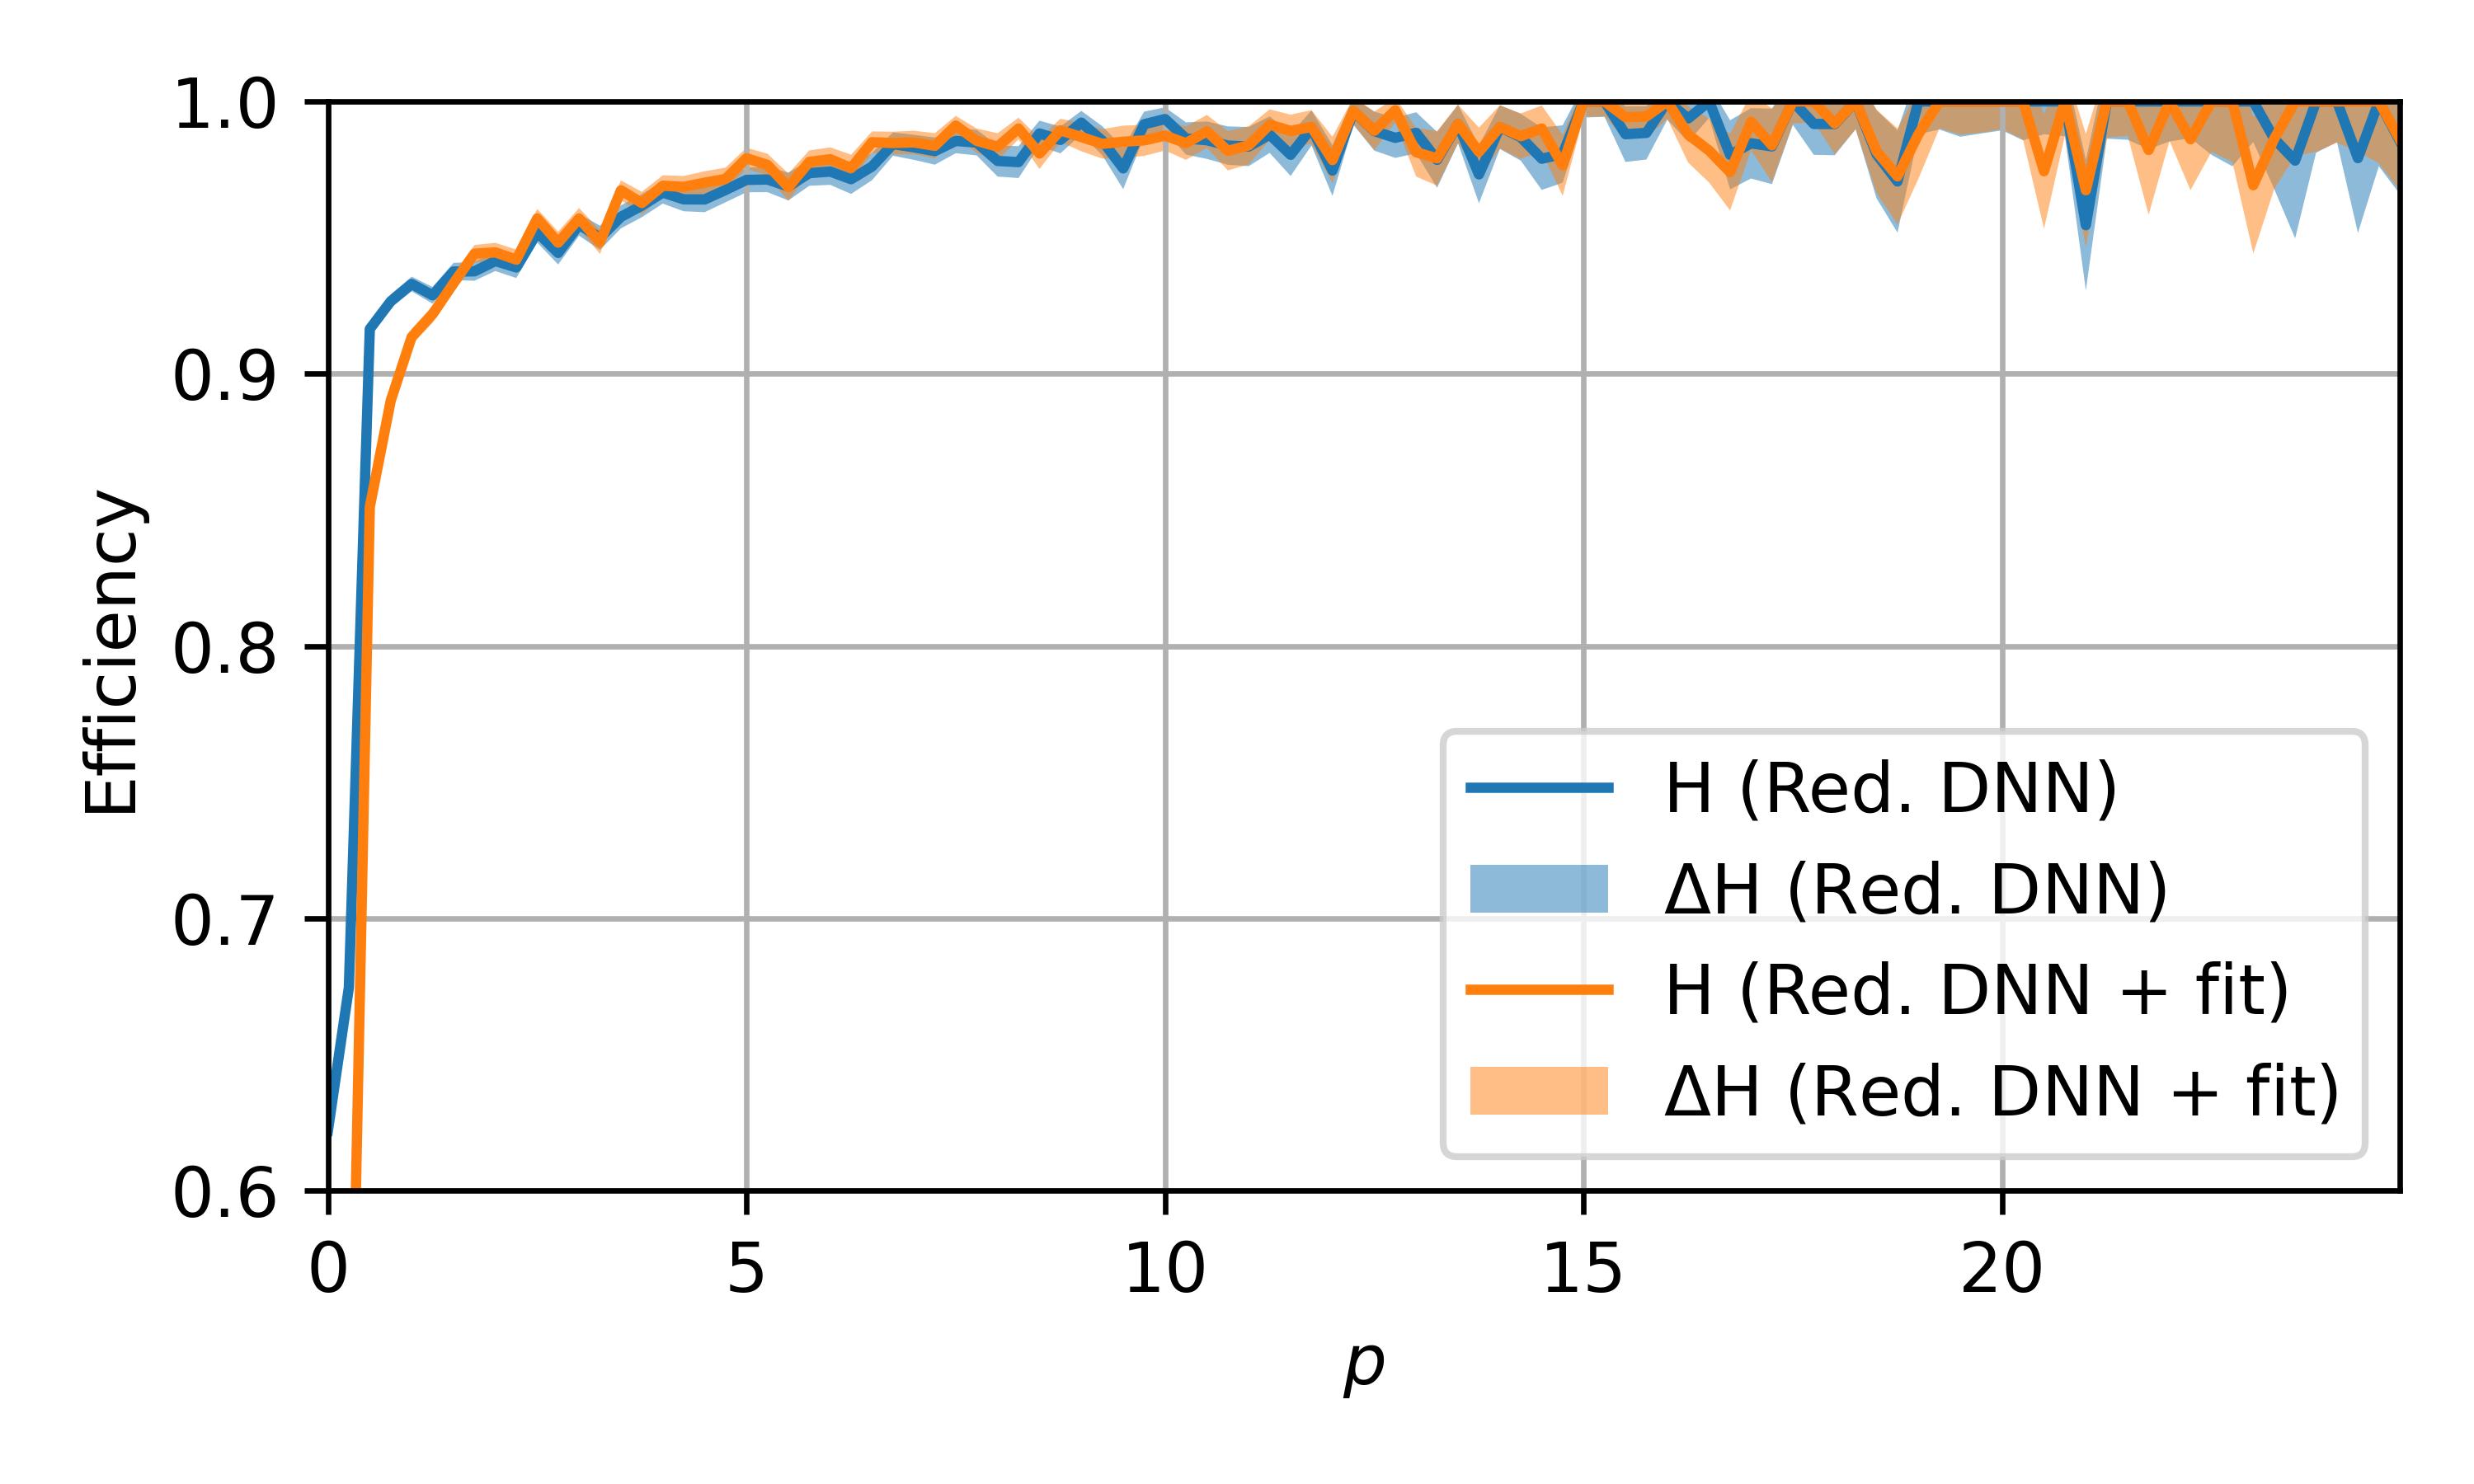 1.0
0.9
0.8
0.7
0.6
Efficiency
0
5
10
15
20
p
H (Red. DNN)
ΔH (Red. DNN)
H (Red. DNN + fit)
ΔH (Red. DNN + fit)